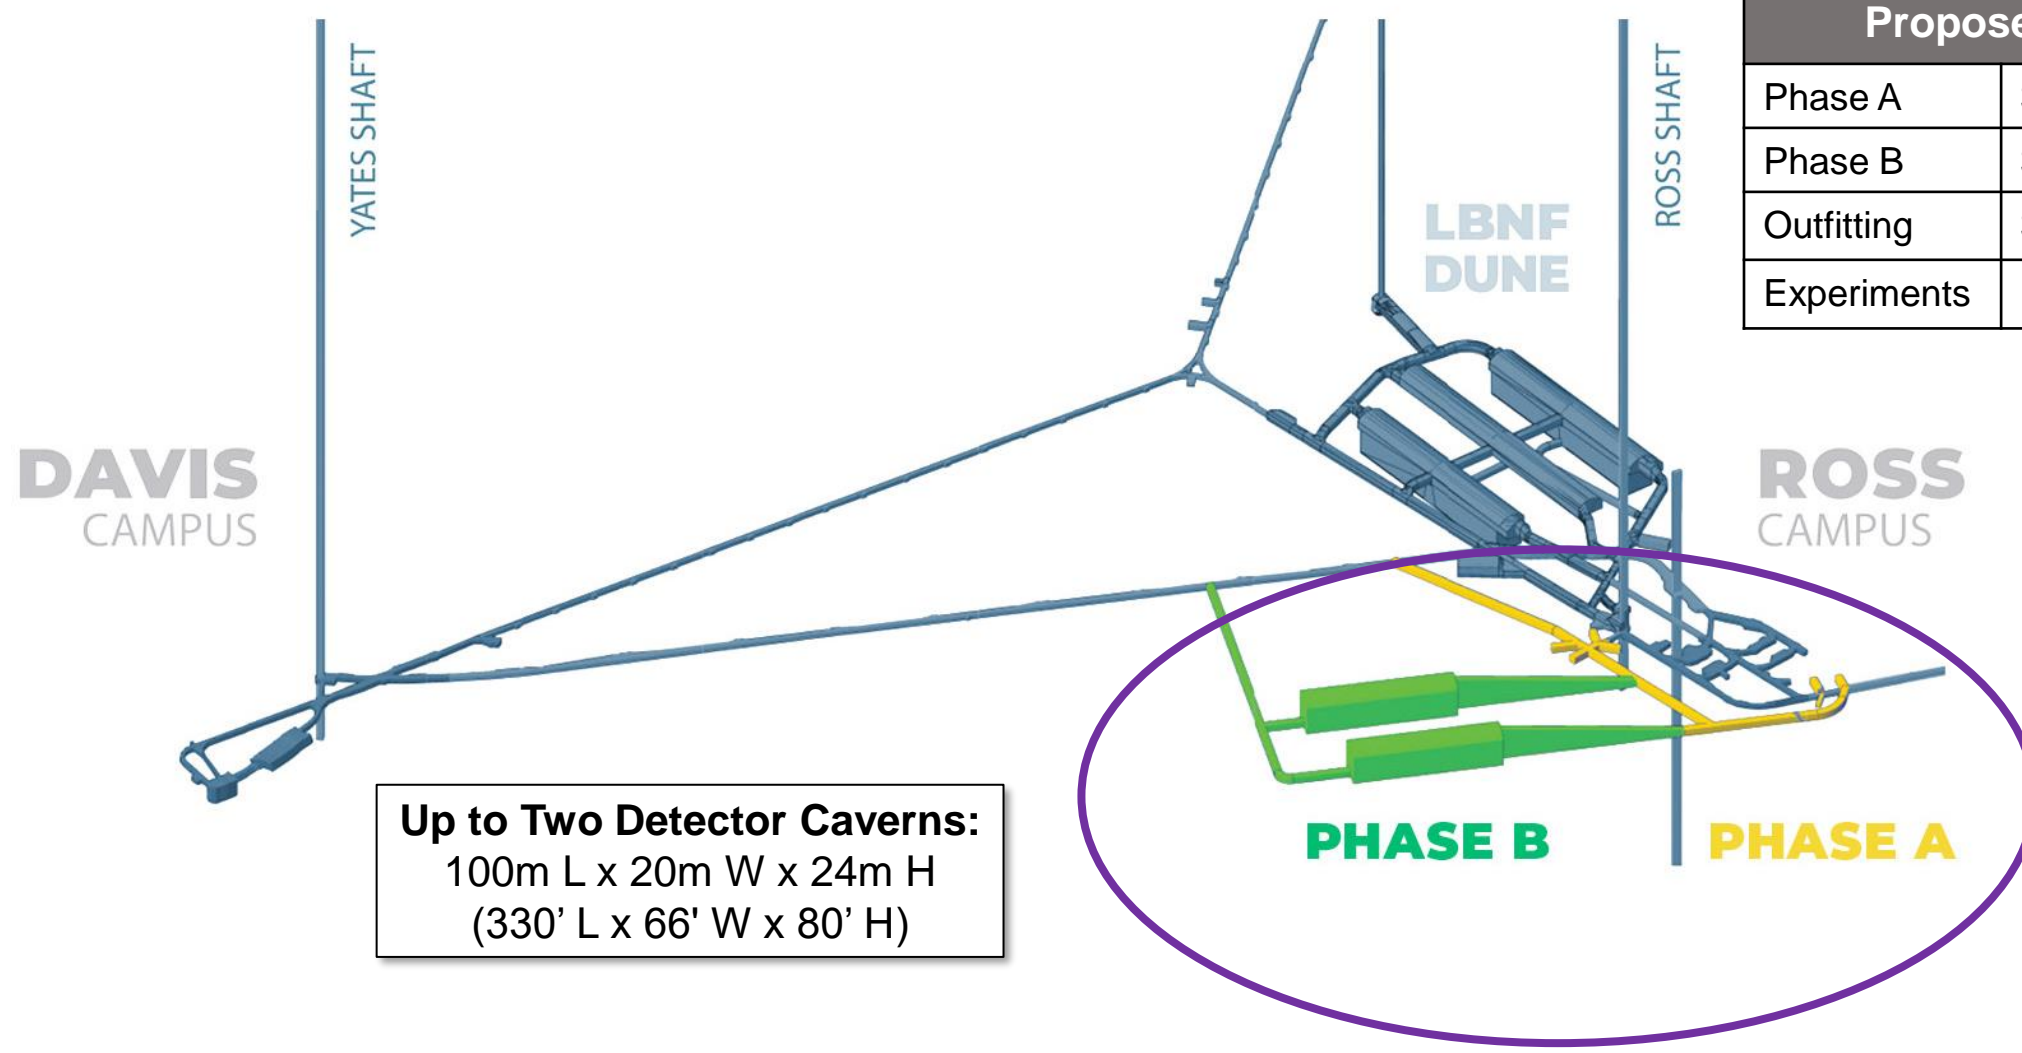 YATES SHAFT
ROSS SHAFT
LBNF
DUNE
Phase A
Phase B
Outfitting
Experiments
DAVIS
CAMPUS
ROSS
CAMPUS
Up to Two Detector Caverns:
100m L x 20m W x 24m H
(330’ L x 66' W x 80’ H)
PHASE B
PHASE A